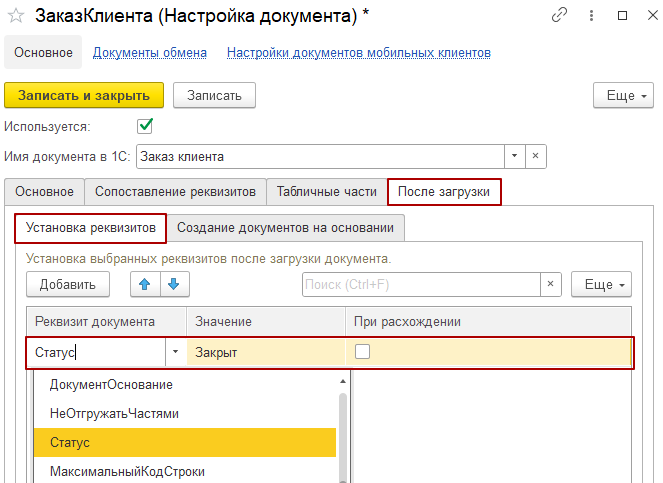 ЗаказКлиента (Настройка документа) *
Основное Документы обмена Настройки документов мобильных клиентов
Записать и закрыть Записать Еще
Используется:
Имя документа в 1С: Заказ клиента
Основное Сопоставление реквизитов Табличные части После загрузки
Установка реквизитов Создание документов на основании
Установка выбранных реквизитов после загрузки документа.
Добавить Поиск (Ctrl+F) × Еще
Реквизит документа Значение При расхождении
Статус Закрыт
ДокументОснование
НеОтгружатьЧастями
Статус
МаксимальныйКодСтроки